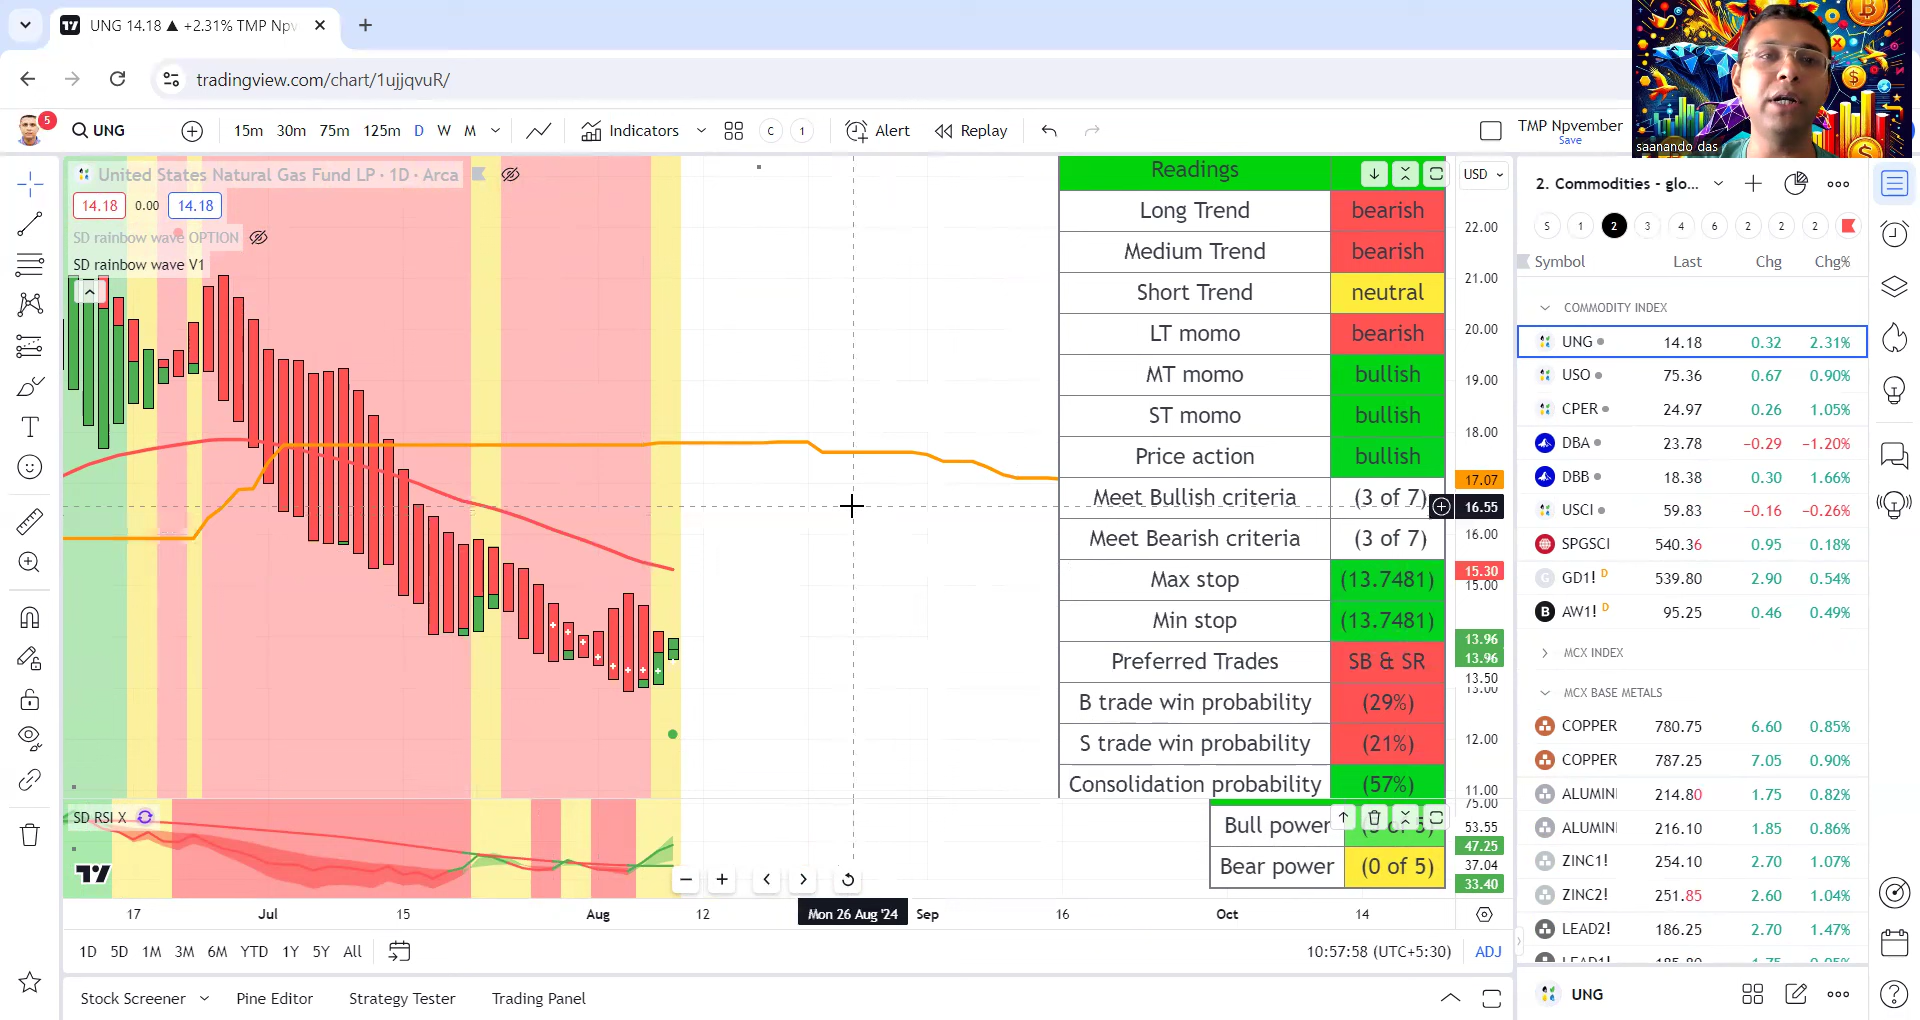 UNG 14.18 ▲ +2.31% TMP Npv
tradingview.com/chart/1ujjqvuR/
saanando das
5
UNG
15m 30m 75m 125m D W M
Indicators
C 1
Alert
Replay
TMP Npvember
Save
United States Natural Gas Fund LP · 1D · Arca
14.18 0.00 14.18
SD rainbow wave OPTION
SD rainbow wave V1
Readings
Long Trend bearish
Medium Trend bearish
Short Trend neutral
LT momo bearish
MT momo bullish
ST momo bullish
Price action bullish
Meet Bullish criteria (3 of 7)
Meet Bearish criteria (3 of 7)
Max stop (13.7481)
Min stop (13.7481)
Preferred Trades SB & SR
B trade win probability (29%)
S trade win probability (21%)
Consolidation probability (57%)
USD
22.00
21.00
20.00
19.00
18.00
17.07
16.55
16.00
15.30
15.00
13.96
13.96
13.50
13.00
12.00
11.00
SD RSI X
Bull power
Bear power (0 of 5)
75.00
53.55
47.25
37.04
33.40
17 Jul 15 Aug 12 Mon 26 Aug '24 Sep 16 Oct 14
1D 5D 1M 3M 6M YTD 1Y 5Y All
10:57:58 (UTC+5:30) ADJ
Stock Screener Pine Editor Strategy Tester Trading Panel
2. Commodities - glo...
S 1 2 3 4 6 2 2 2
Symbol Last Chg Chg%
COMMODITY INDEX
UNG 14.18 0.32 2.31%
USO 75.36 0.67 0.90%
CPER 24.97 0.26 1.05%
DBA 23.78 −0.29 −1.20%
DBB 18.38 0.30 1.66%
USCI 59.83 −0.16 −0.26%
SPGSCI 540.36 0.95 0.18%
G GD1! D 539.80 2.90 0.54%
B AW1! D 95.25 0.46 0.49%
MCX INDEX
MCX BASE METALS
COPPER 780.75 6.60 0.85%
COPPER 787.25 7.05 0.90%
ALUMIN 214.80 1.75 0.82%
ALUMIN 216.10 1.85 0.86%
ZINC1! 254.10 2.70 1.07%
ZINC2! 251.85 2.60 1.04%
LEAD2! 186.25 2.70 1.47%
UNG